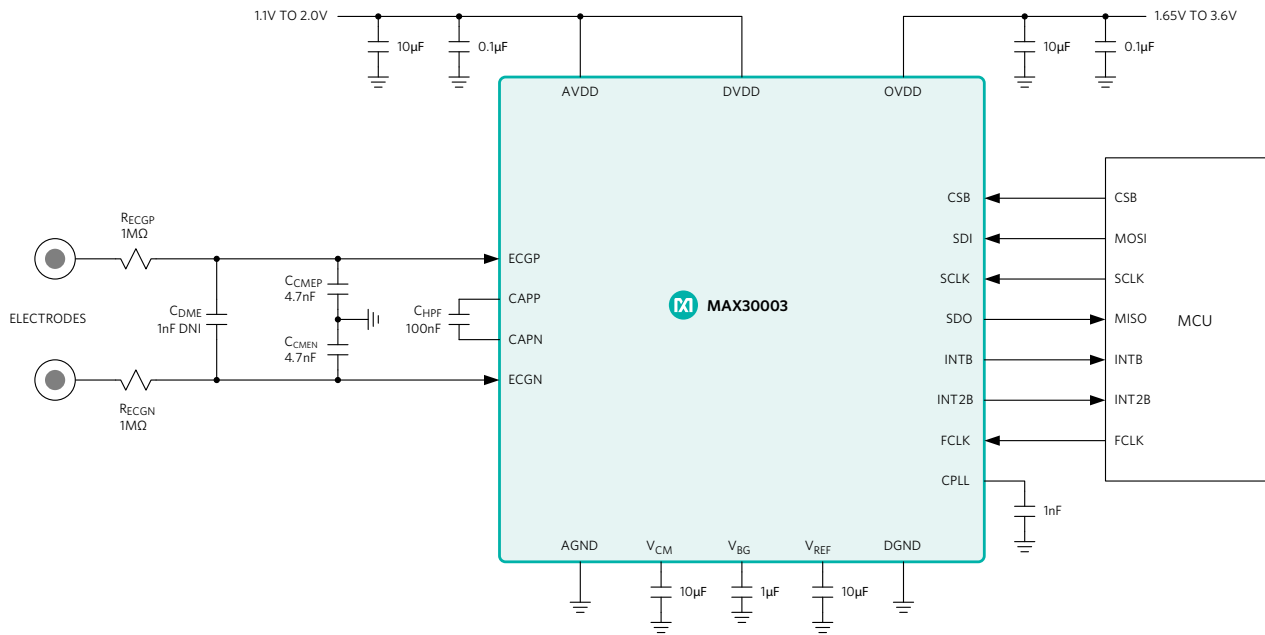 1.1V TO 2.0V
1.65V TO 3.6V
10µF
0.1µF
10µF
0.1µF
AVDD
DVDD
OVDD
CSB
CSB
SDI
MOSI
SCLK
SCLK
SDO
MISO
INTB
INTB
INT2B
INT2B
FCLK
FCLK
CPLL
1nF
MCU
RECGP
1MΩ
ELECTRODES
CDME
1nF DNI
CCMEP
4.7nF
CCMEN
4.7nF
RECGN
1MΩ
ECGP
CAPP
CHPF
100nF
CAPN
ECGN
MAX30003
AGND
VCM
VBG
VREF
DGND
10µF
1µF
10µF